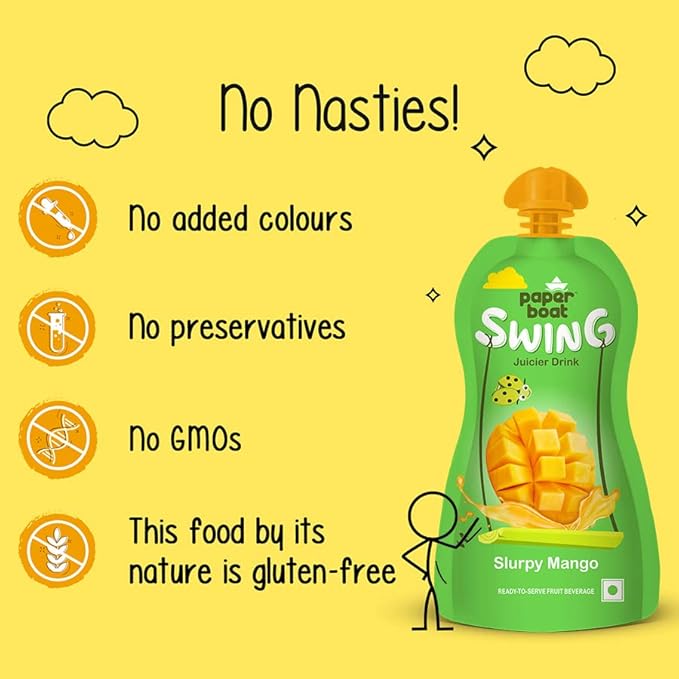 No Nasties!
No added colours
No preservatives
No GMOs
This food by its
nature is gluten-free
paper
boat
SWING
Juicier Drink
Slurpy Mango
READY-TO-SERVE FRUIT BEVERAGE